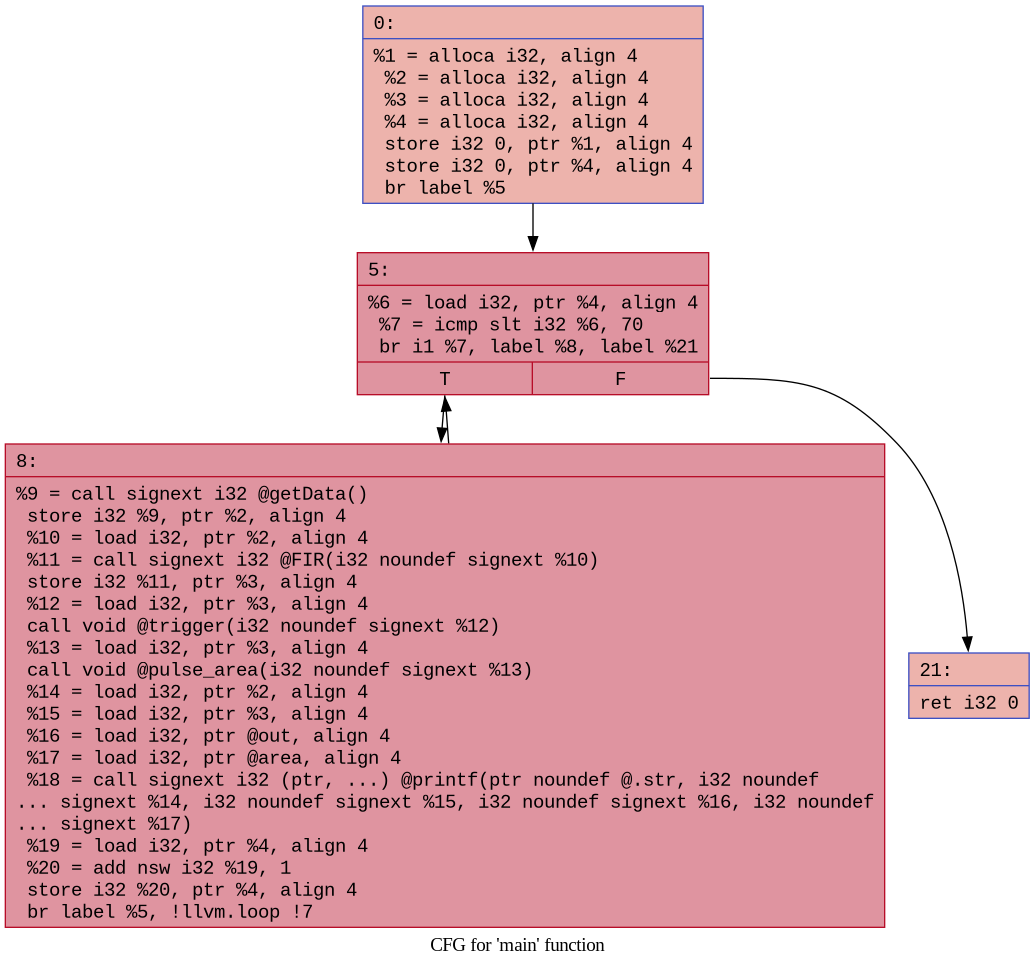 0:
%1 = alloca i32, align 4
%2 = alloca i32, align 4
%3 = alloca i32, align 4
%4 = alloca i32, align 4
store i32 0, ptr %1, align 4
store i32 0, ptr %4, align 4
br label %5
5:
%6 = load i32, ptr %4, align 4
%7 = icmp slt i32 %6, 70
br i1 %7, label %8, label %21
T F
8:
%9 = call signext i32 @getData()
store i32 %9, ptr %2, align 4
%10 = load i32, ptr %2, align 4
%11 = call signext i32 @FIR(i32 noundef signext %10)
store i32 %11, ptr %3, align 4
%12 = load i32, ptr %3, align 4
call void @trigger(i32 noundef signext %12)
%13 = load i32, ptr %3, align 4
call void @pulse_area(i32 noundef signext %13)
%14 = load i32, ptr %2, align 4
%15 = load i32, ptr %3, align 4
%16 = load i32, ptr @out, align 4
%17 = load i32, ptr @area, align 4
%18 = call signext i32 (ptr, ...) @printf(ptr noundef @.str, i32 noundef
... signext %14, i32 noundef signext %15, i32 noundef signext %16, i32 noundef
... signext %17)
%19 = load i32, ptr %4, align 4
%20 = add nsw i32 %19, 1
store i32 %20, ptr %4, align 4
br label %5, !llvm.loop !7
21:
ret i32 0
CFG for 'main' function